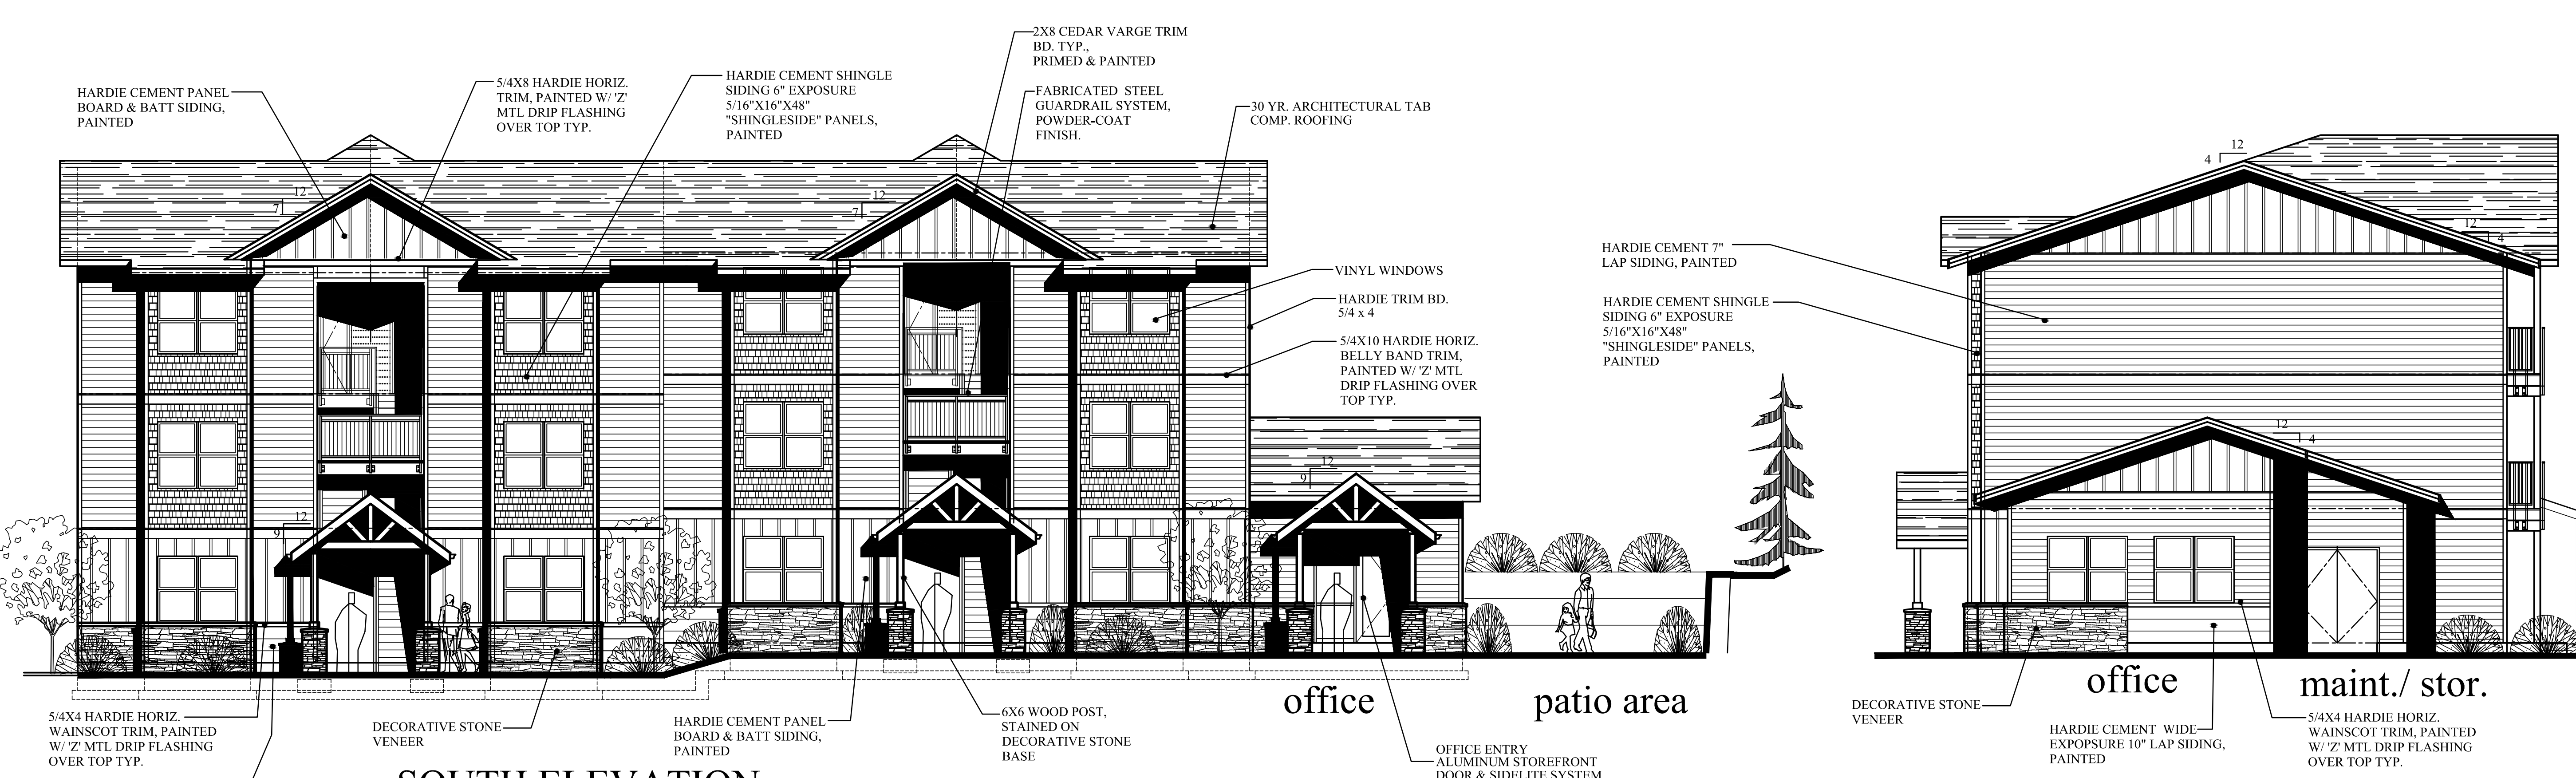 HARDIE CEMENT PANEL
BOARD & BATT SIDING,
PAINTED
5/4X8 HARDIE HORIZ.
TRIM, PAINTED W/ 'Z'
MTL DRIP FLASHING
OVER TOP TYP.
HARDIE CEMENT SHINGLE
SIDING 6" EXPOSURE
5/16"X16"X48"
"SHINGLESIDE" PANELS,
PAINTED
2X8 CEDAR VARGE TRIM
BD. TYP.,
PRIMED & PAINTED
FABRICATED STEEL
GUARDRAIL SYSTEM,
POWDER-COAT
FINISH.
30 YR. ARCHITECTURAL TAB
COMP. ROOFING
12
7
12
7
VINYL WINDOWS
HARDIE TRIM BD.
5/4 x 4
5/4X10 HARDIE HORIZ.
BELLY BAND TRIM,
PAINTED W/ 'Z' MTL
DRIP FLASHING OVER
TOP TYP.
12
9
12
9
HARDIE CEMENT 7"
LAP SIDING, PAINTED
HARDIE CEMENT SHINGLE
SIDING 6" EXPOSURE
5/16"X16"X48"
"SHINGLESIDE" PANELS,
PAINTED
12
4
12
4
12
4
office
patio area
office
maint./ stor.
5/4X4 HARDIE HORIZ.
WAINSCOT TRIM, PAINTED
W/ 'Z' MTL DRIP FLASHING
OVER TOP TYP.
DECORATIVE STONE
VENEER
HARDIE CEMENT PANEL
BOARD & BATT SIDING,
PAINTED
6X6 WOOD POST,
STAINED ON
DECORATIVE STONE
BASE
OFFICE ENTRY
ALUMINUM STOREFRONT
DOOR & SIDELITE SYSTEM
DECORATIVE STONE
VENEER
HARDIE CEMENT WIDE
EXPOPSURE 10" LAP SIDING,
PAINTED
5/4X4 HARDIE HORIZ.
WAINSCOT TRIM, PAINTED
W/ 'Z' MTL DRIP FLASHING
OVER TOP TYP.
SOUTH ELEVATION